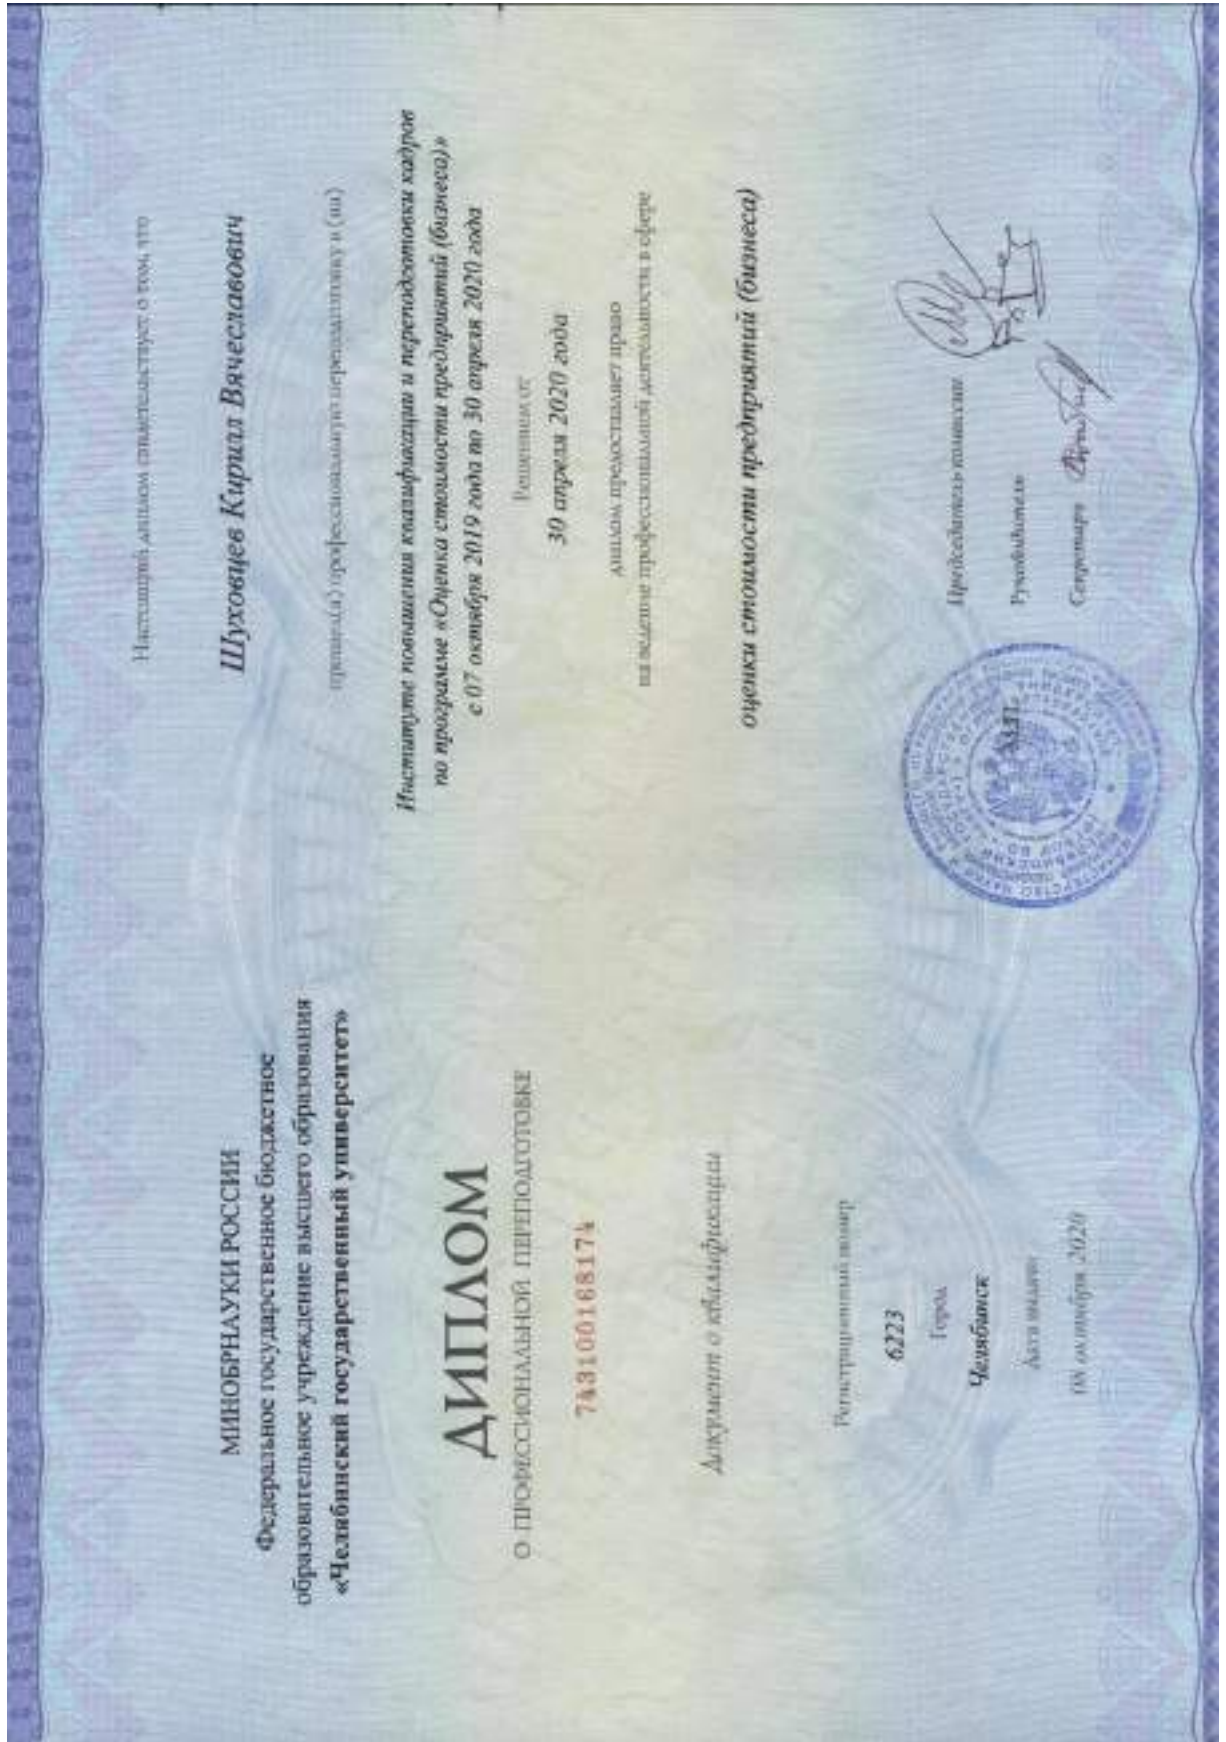 МИНОБРНАУКИ РОССИИ
Федеральное государственное бюджетное
образовательное учреждение высшего образования
«Челябинский государственный университет»
ДИПЛОМ
О ПРОФЕССИОНАЛЬНОЙ ПЕРЕПОДГОТОВКЕ
743100168174
Документ о квалификации
Регистрационный номер
6223
Город
Челябинск
Дата выдачи
октября 2020
Настоящий диплом свидетельствует о том, что
Шуховцев Кирилл Вячеславович
прошел(а) профессиональную переподготовку в (на)
Институте повышения квалификации и переподготовки кадров
по программе «Оценка стоимости предприятий (бизнеса)»
с 07 октября 2019 года по 30 апреля 2020 года
Решением от
30 апреля 2020 года
диплом предоставляет право
на ведение профессиональной деятельности в сфере
оценки стоимости предприятий (бизнеса)
Председатель комиссии
Руководитель
Секретарь
М.П.